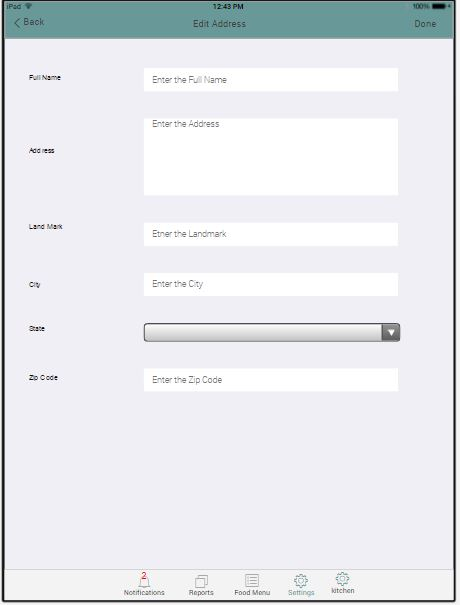 iPad 12:43 PM 100%
Back Edit Address Done
Full Name Enter the Full Name
Enter the Address
Address
Land Mark Etner the Landmark
City Enter the City
State
Zip Code Enter the Zip Code
2
Notifications Reports Food Menu Settings kitchen